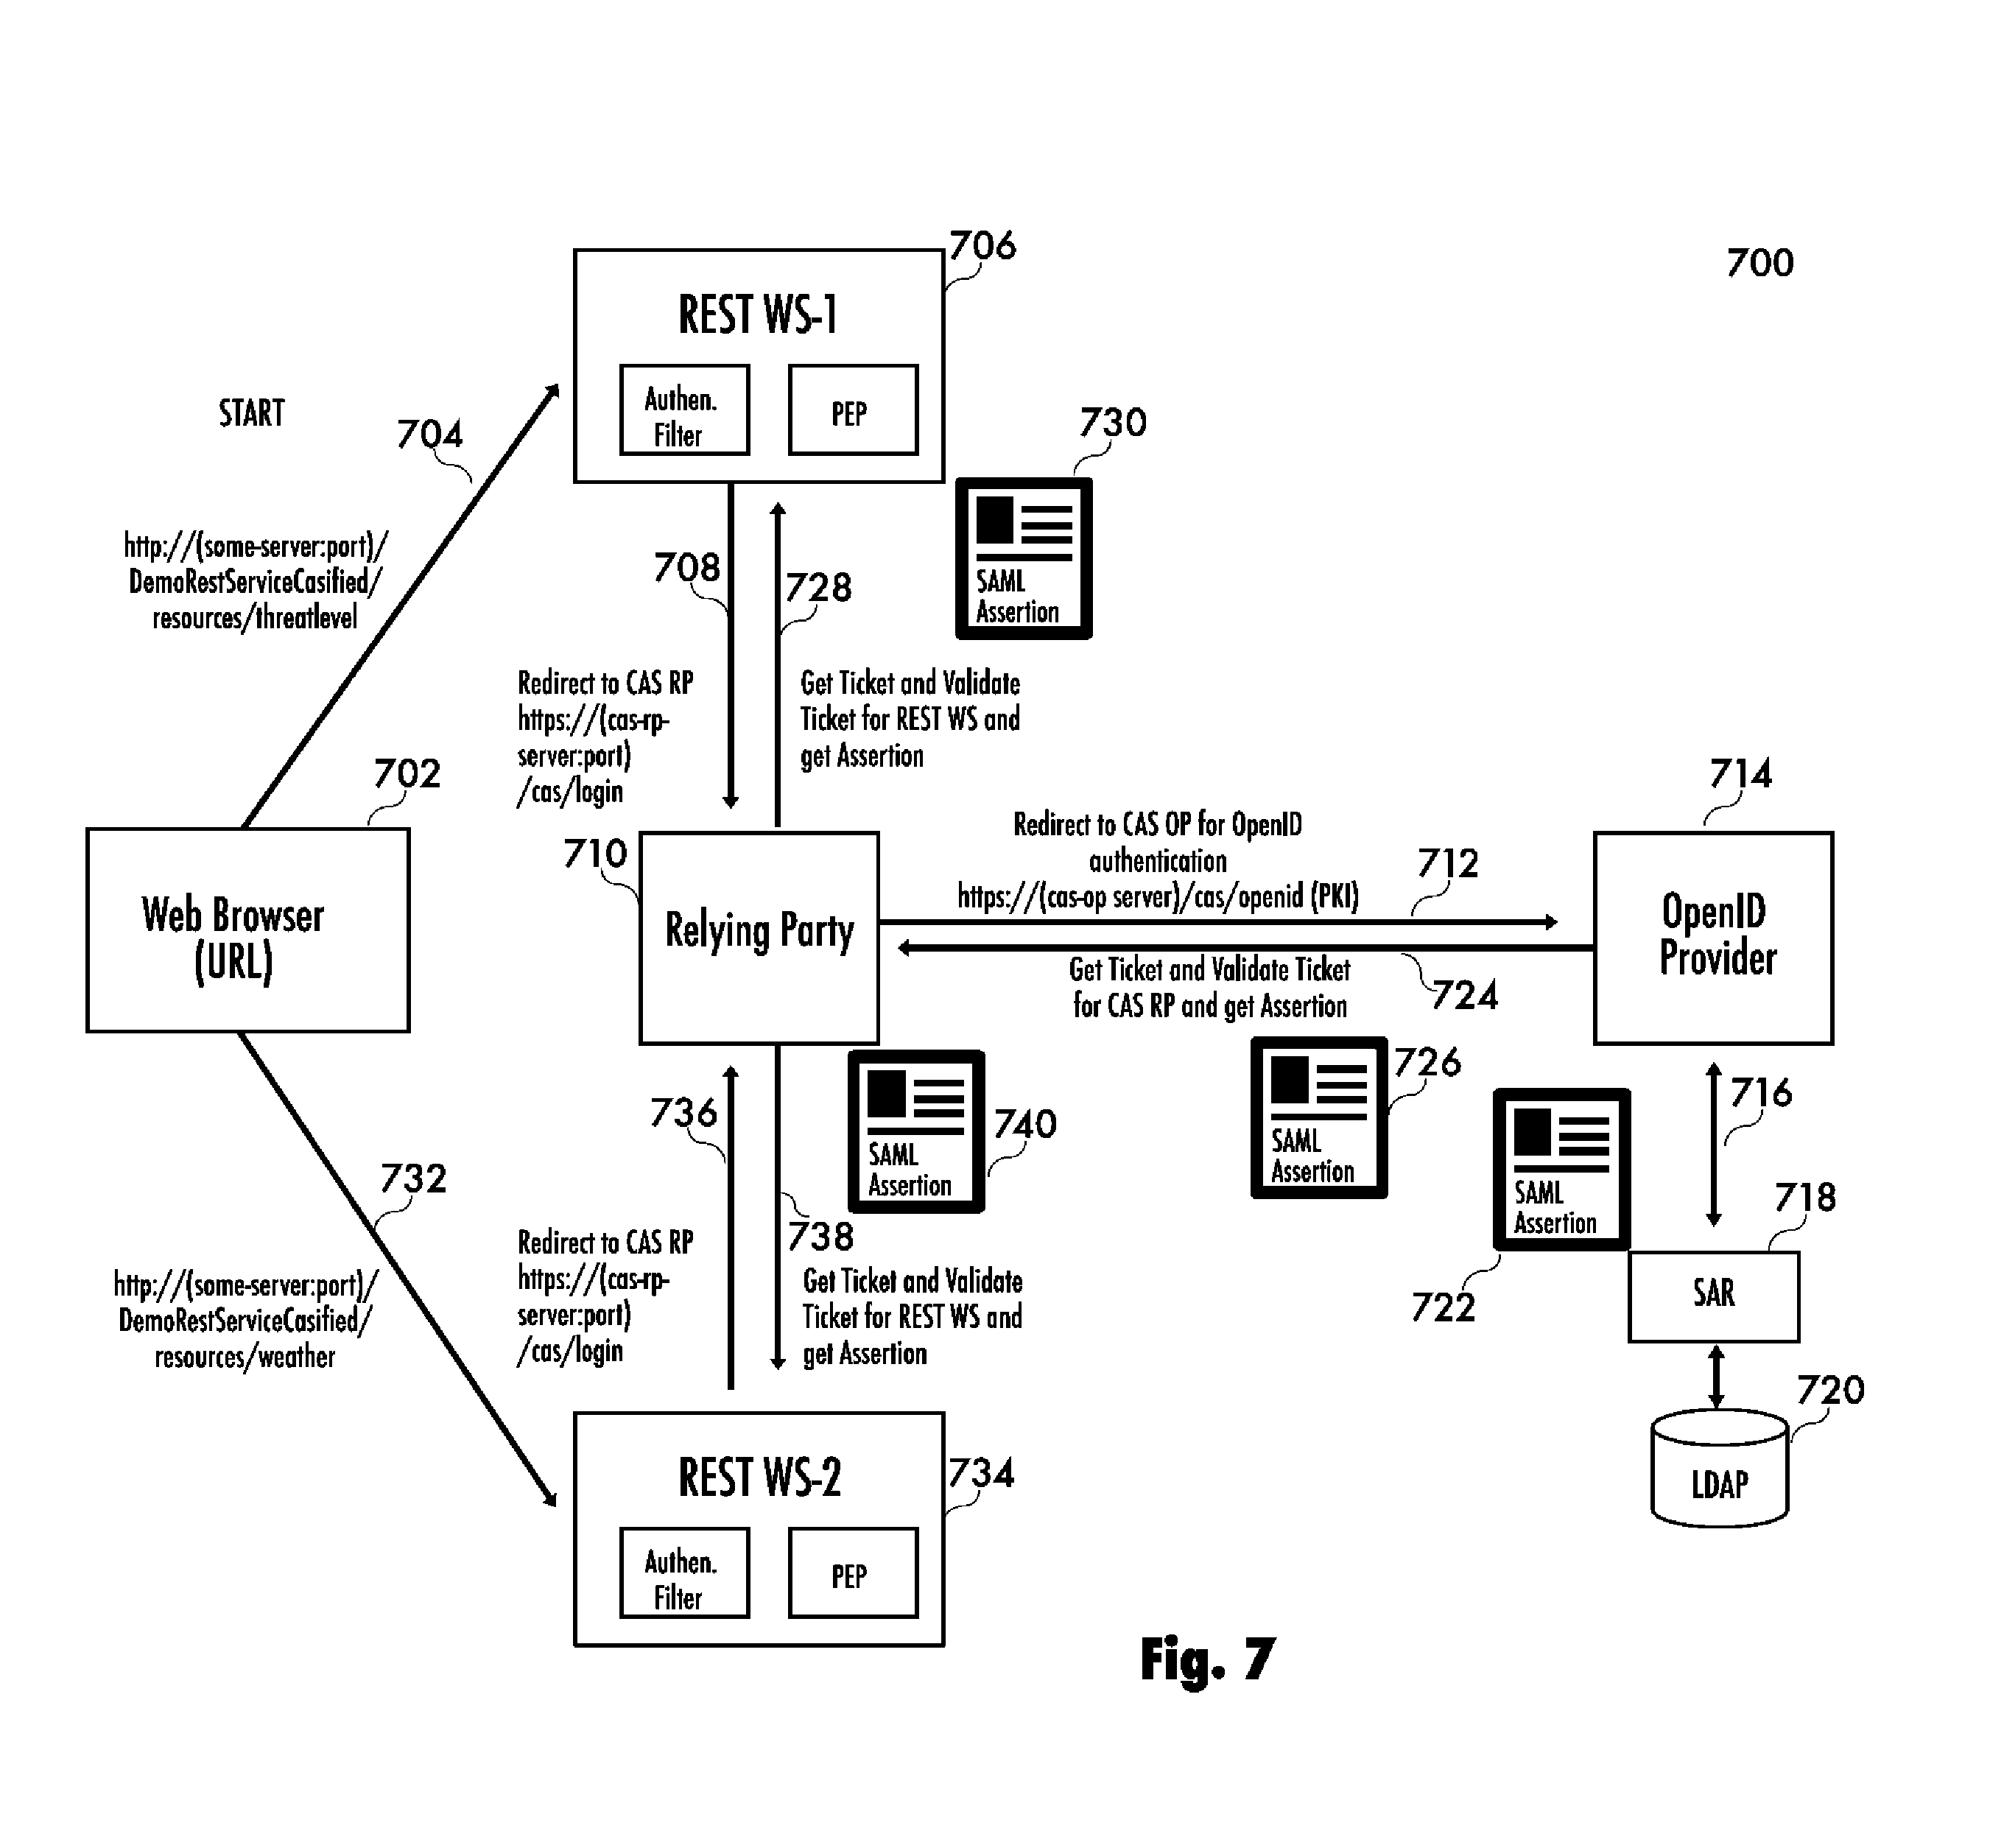 706
700
REST WS-1
START
704
Authen.
Filter
PEP
730
http://(some-server:port)/
DemoRestServiceCasified/
resources/threatlevel
708
728
SAML
Assertion
Redirect to CAS RP
https://(cas-rp-
server:port)
/cas/login
Get Ticket and Validate
Ticket for REST WS and
get Assertion
702
714
710
Redirect to CAS OP for OpenID
authentication
https://(cas-op server)/cas/openid (PKI)
712
Web Browser
(URL)
Relying Party
OpenID
Provider
Get Ticket and Validate Ticket
for CAS RP and get Assertion
724
736
740
SAML
Assertion
726
SAML
Assertion
716
732
738
SAML
Assertion
718
722
SAR
Redirect to CAS RP
https://(cas-rp-
server:port)
/cas/login
Get Ticket and Validate
Ticket for REST WS and
get Assertion
http://(some-server:port)/
DemoRestServiceCasified/
resources/weather
720
LDAP
REST WS-2
734
Authen.
Filter
PEP
Fig. 7